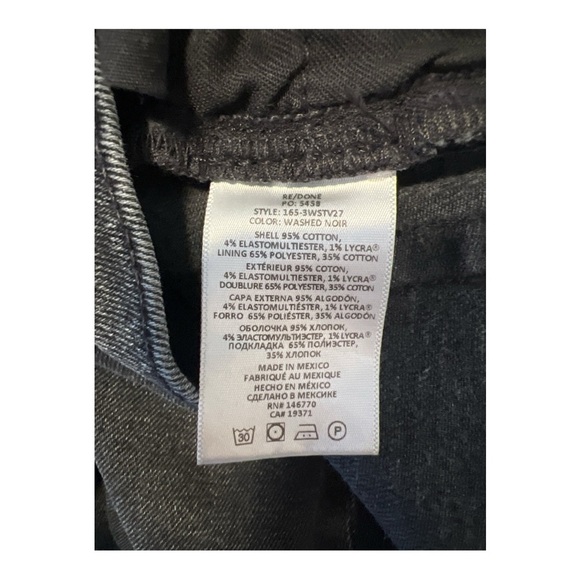 RE/DONE
PO: 5458
STYLE: 165-3WSTV27
COLOR: WASHED NOIR
SHELL 95% COTTON,
4% ELASTOMULTIESTER, 1% LYCRA®
LINING 65% POLYESTER, 35% COTTON
EXTÉRIEUR 95% COTON,
4% ELASTOMULTIESTER, 1% LYCRA®
DOUBLURE 65% POLYESTER, 35% COTON
CAPA EXTERNA 95% ALGODÓN,
4% ELASTOMULTIÉSTER, 1% LYCRA®
FORRO 65% POLIÉSTER, 35% ALGODÓN
ОБОЛОЧКА 95% ХЛОПОК,
4% ЭЛАСТОМУЛЬТИЭСТЕР, 1% LYCRA®
ПОДКЛАДКА 65% ПОЛИЭСТЕР,
35% ХЛОПОК
MADE IN MEXICO
FABRIQUÉ AU MEXIQUE
HECHO EN MÉXICO
СДЕЛАНО В МЕКСИКЕ
RN# 146770
CA# 19371
30 P